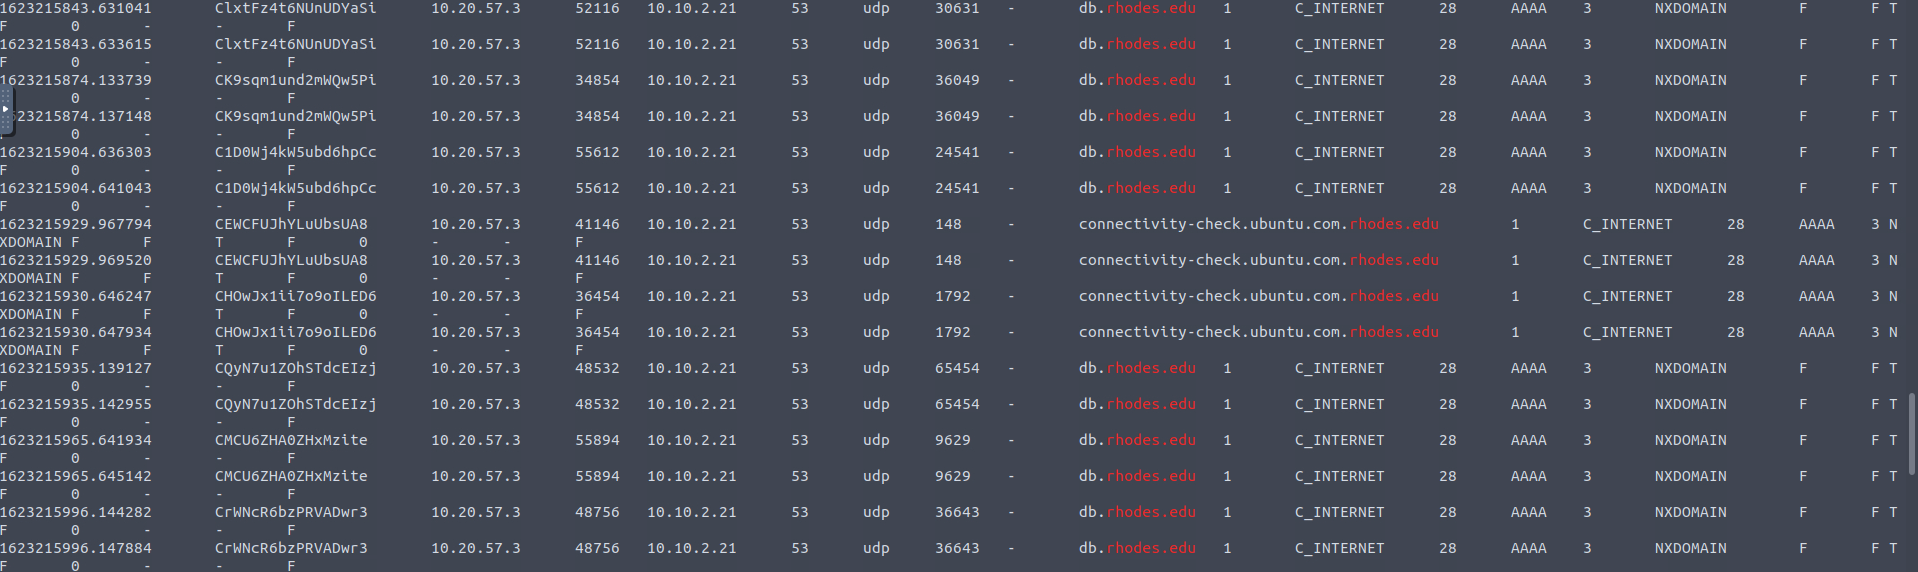 1623215843.631041 ClxtFz4t6NUnUDYaSi 10.20.57.3 52116 10.10.2.21 53 udp 30631 - db.rhodes.edu 1 C_INTERNET 28 AAAA 3 NXDOMAIN F F T
F 0 - - F
1623215843.633615 ClxtFz4t6NUnUDYaSi 10.20.57.3 52116 10.10.2.21 53 udp 30631 - db.rhodes.edu 1 C_INTERNET 28 AAAA 3 NXDOMAIN F F T
F 0 - - F
1623215874.133739 CK9sqm1und2mWQw5Pi 10.20.57.3 34854 10.10.2.21 53 udp 36049 - db.rhodes.edu 1 C_INTERNET 28 AAAA 3 NXDOMAIN F F T
0 - - F
23215874.137148 CK9sqm1und2mWQw5Pi 10.20.57.3 34854 10.10.2.21 53 udp 36049 - db.rhodes.edu 1 C_INTERNET 28 AAAA 3 NXDOMAIN F F T
0 - - F
1623215904.636303 C1D0Wj4kW5ubd6hpCc 10.20.57.3 55612 10.10.2.21 53 udp 24541 - db.rhodes.edu 1 C_INTERNET 28 AAAA 3 NXDOMAIN F F T
F 0 - - F
1623215904.641043 C1D0Wj4kW5ubd6hpCc 10.20.57.3 55612 10.10.2.21 53 udp 24541 - db.rhodes.edu 1 C_INTERNET 28 AAAA 3 NXDOMAIN F F T
F 0 - - F
1623215929.967794 CEWCFUJhYLuUbsUA8 10.20.57.3 41146 10.10.2.21 53 udp 148 - connectivity-check.ubuntu.com.rhodes.edu 1 C_INTERNET 28 AAAA 3 N
XDOMAIN F F T F 0 - - F
1623215929.969520 CEWCFUJhYLuUbsUA8 10.20.57.3 41146 10.10.2.21 53 udp 148 - connectivity-check.ubuntu.com.rhodes.edu 1 C_INTERNET 28 AAAA 3 N
XDOMAIN F F T F 0 - - F
1623215930.646247 CHOwJx1ii7o9oILED6 10.20.57.3 36454 10.10.2.21 53 udp 1792 - connectivity-check.ubuntu.com.rhodes.edu 1 C_INTERNET 28 AAAA 3 N
XDOMAIN F F T F 0 - - F
1623215930.647934 CHOwJx1ii7o9oILED6 10.20.57.3 36454 10.10.2.21 53 udp 1792 - connectivity-check.ubuntu.com.rhodes.edu 1 C_INTERNET 28 AAAA 3 N
XDOMAIN F F T F 0 - - F
1623215935.139127 CQyN7u1ZOhSTdcEIzj 10.20.57.3 48532 10.10.2.21 53 udp 65454 - db.rhodes.edu 1 C_INTERNET 28 AAAA 3 NXDOMAIN F F T
F 0 - - F
1623215935.142955 CQyN7u1ZOhSTdcEIzj 10.20.57.3 48532 10.10.2.21 53 udp 65454 - db.rhodes.edu 1 C_INTERNET 28 AAAA 3 NXDOMAIN F F T
F 0 - - F
1623215965.641934 CMCU6ZHA0ZHxMzite 10.20.57.3 55894 10.10.2.21 53 udp 9629 - db.rhodes.edu 1 C_INTERNET 28 AAAA 3 NXDOMAIN F F T
F 0 - - F
1623215965.645142 CMCU6ZHA0ZHxMzite 10.20.57.3 55894 10.10.2.21 53 udp 9629 - db.rhodes.edu 1 C_INTERNET 28 AAAA 3 NXDOMAIN F F T
F 0 - - F
1623215996.144282 CrWNcR6bzPRVADwr3 10.20.57.3 48756 10.10.2.21 53 udp 36643 - db.rhodes.edu 1 C_INTERNET 28 AAAA 3 NXDOMAIN F F T
F 0 - - F
1623215996.147884 CrWNcR6bzPRVADwr3 10.20.57.3 48756 10.10.2.21 53 udp 36643 - db.rhodes.edu 1 C_INTERNET 28 AAAA 3 NXDOMAIN F F T
F 0 - - F